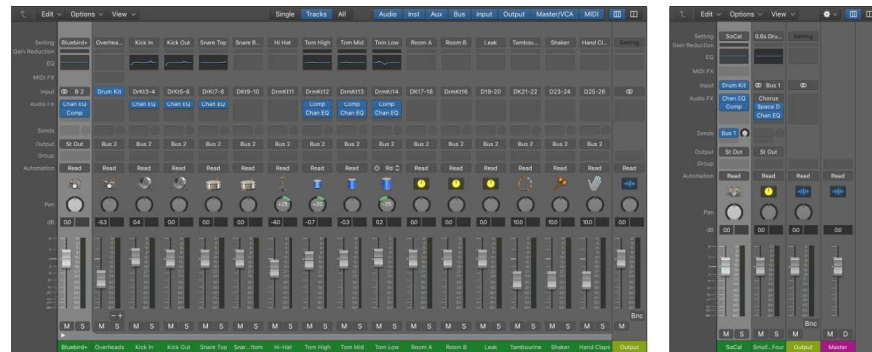 Edit Options View Single Tracks All Audio Inst Aux Bus Input Output Master/VCA MIDI
Setting Bluebird+ Overhea... Kick In Kick Out Snare Top Snare B... Hi Hat Tom High Tom Mid Tom Low Room A Room B Leak Tambou... Shaker Hand Cl... Setting
Gain Reduction
EQ
MIDI FX
Input B 2 Drum Kit DrKt3-4 DrKt5-6 DrKt7-8 DKt9-10 DrmKt11 DrmKt12 DrmKt13 DrmKt14 DK17-18 DrmKt16 D19-20 DK21-22 D23-24 D25-26
Audio FX Chan EQ Chan EQ Chan EQ Chan EQ Comp Comp Comp
Comp Chan EQ Chan EQ Chan EQ
Sends
Output St Out Bus 2 Bus 2 Bus 2 Bus 2 Bus 2 Bus 2 Bus 2 Bus 2 Bus 2 Bus 2 Bus 2 Bus 2 Bus 2 Bus 2 Bus 2
Group
Automation Read Read Read Read Read Read Read Read Read Rd Read Read Read Read Read Read Read
Pan -25 -20 -25
dB 0.0 -9.3 0.4 0.0 0.0 0.0 -4.0 -0.7 -0.3 0.2 0.0 0.0 0.0 10.0 10.0 10.0 0.0
Bnc
M S M S M S M S M S M S M S M S M S M S M S M S M S M S M S M S M
Bluebird+ Overheads Kick In Kick Out Snare Top Snar...ttom Hi-Hat Tom High Tom Mid Tom Low Room A Room B Leak Tambourine Shaker Hand Claps Output
Edit Options View
Setting SoCal 0.8s Dru... Setting
Gain Reduction
EQ
MIDI FX
Input Drum Kit Bus 1
Audio FX Chan EQ Chorus
Comp Space D
Chan EQ
Sends Bus 1
Output St Out St Out
Group
Automation Read Read Read Read
Pan
dB 0.0 0.0 0.0 0.0
Bnc
M S M S M M D
SoCal Small...Four Output Master